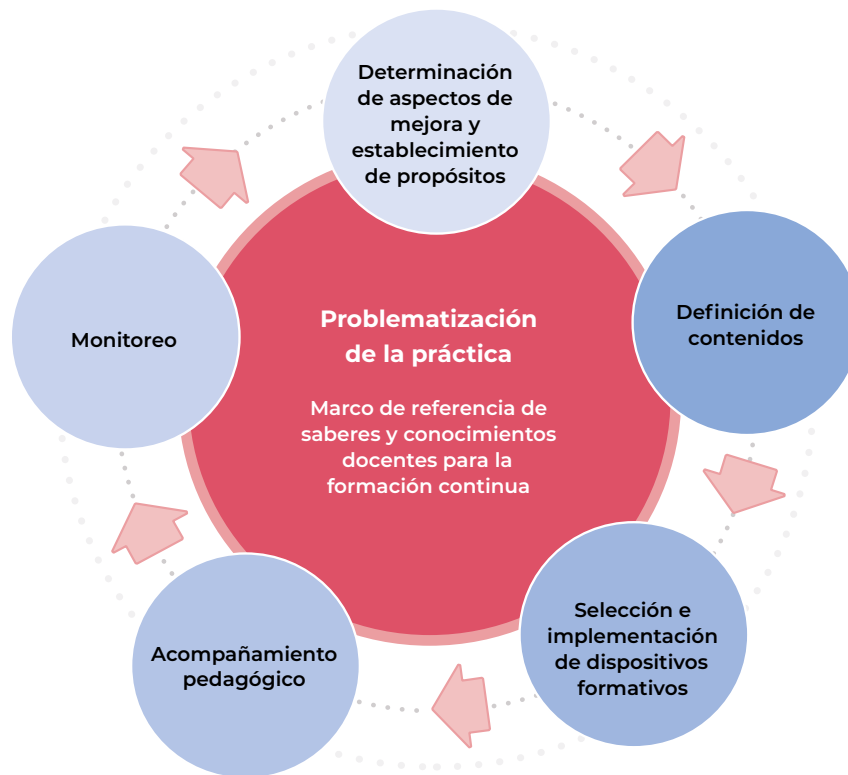 Determinación
de aspectos de
mejora y
establecimiento
de propósitos
Definición de
contenidos
Selección e
implementación
de dispositivos
formativos
Acompañamiento
pedagógico
Monitoreo
Problematización
de la práctica
Marco de referencia de
saberes y conocimientos
docentes para la
formación continua